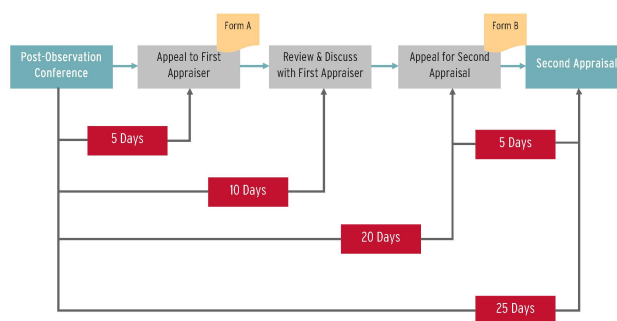 Form A
Form B
Post-Observation
Conference
Appeal to First
Appraiser
Review & Discuss
with First Appraiser
Appeal for Second
Appraisal
Second Appraisal
5 Days
5 Days
10 Days
20 Days
25 Days